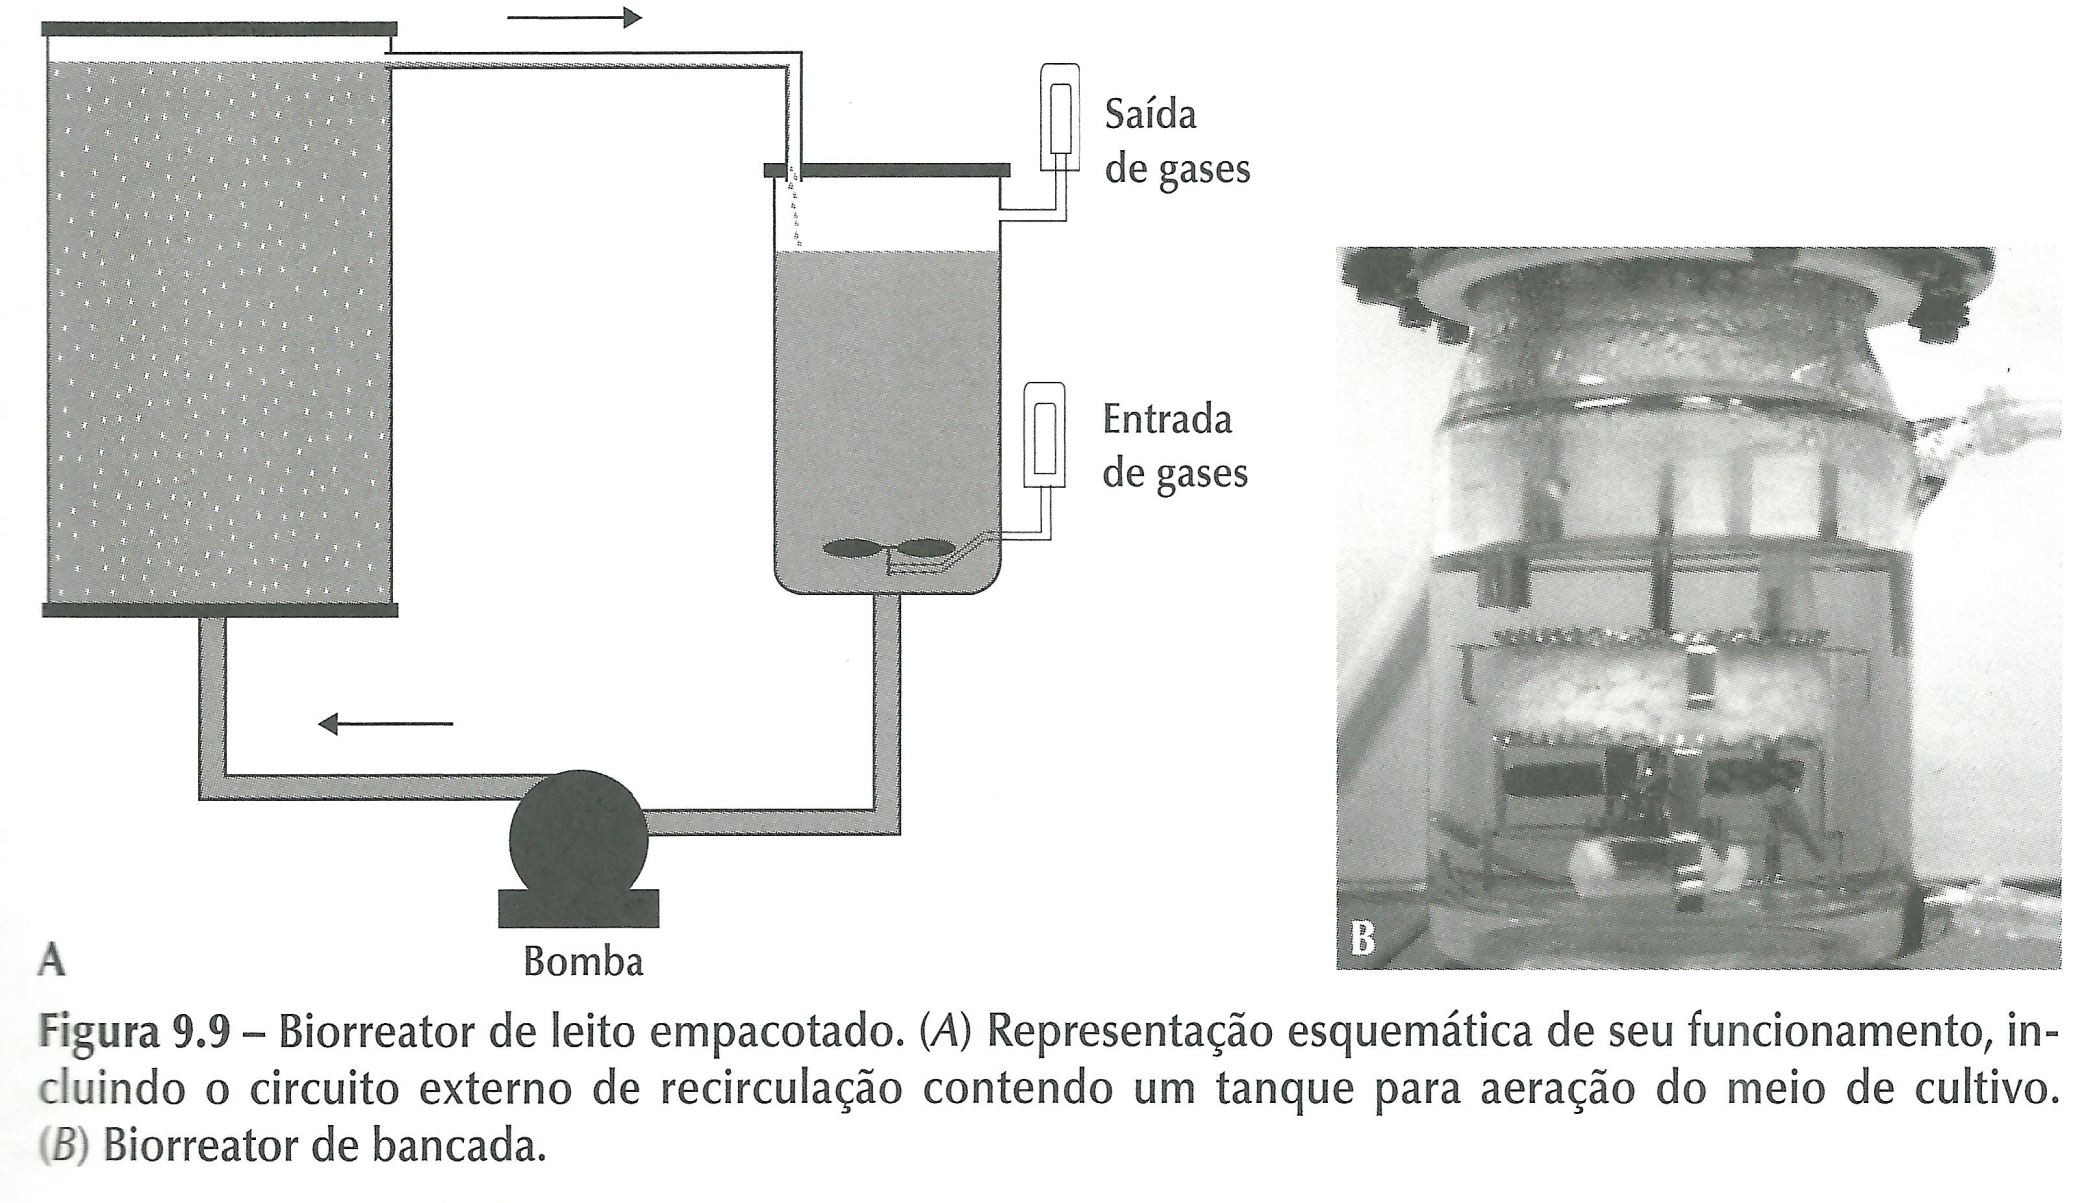 Saída
de gases
Entrada
de gases
Bomba
A
B
Figura 9.9 – Biorreator de leito empacotado. (A) Representação esquemática de seu funcionamento, in-
cluindo o circuito externo de recirculação contendo um tanque para aeração do meio de cultivo.
(B) Biorreator de bancada.